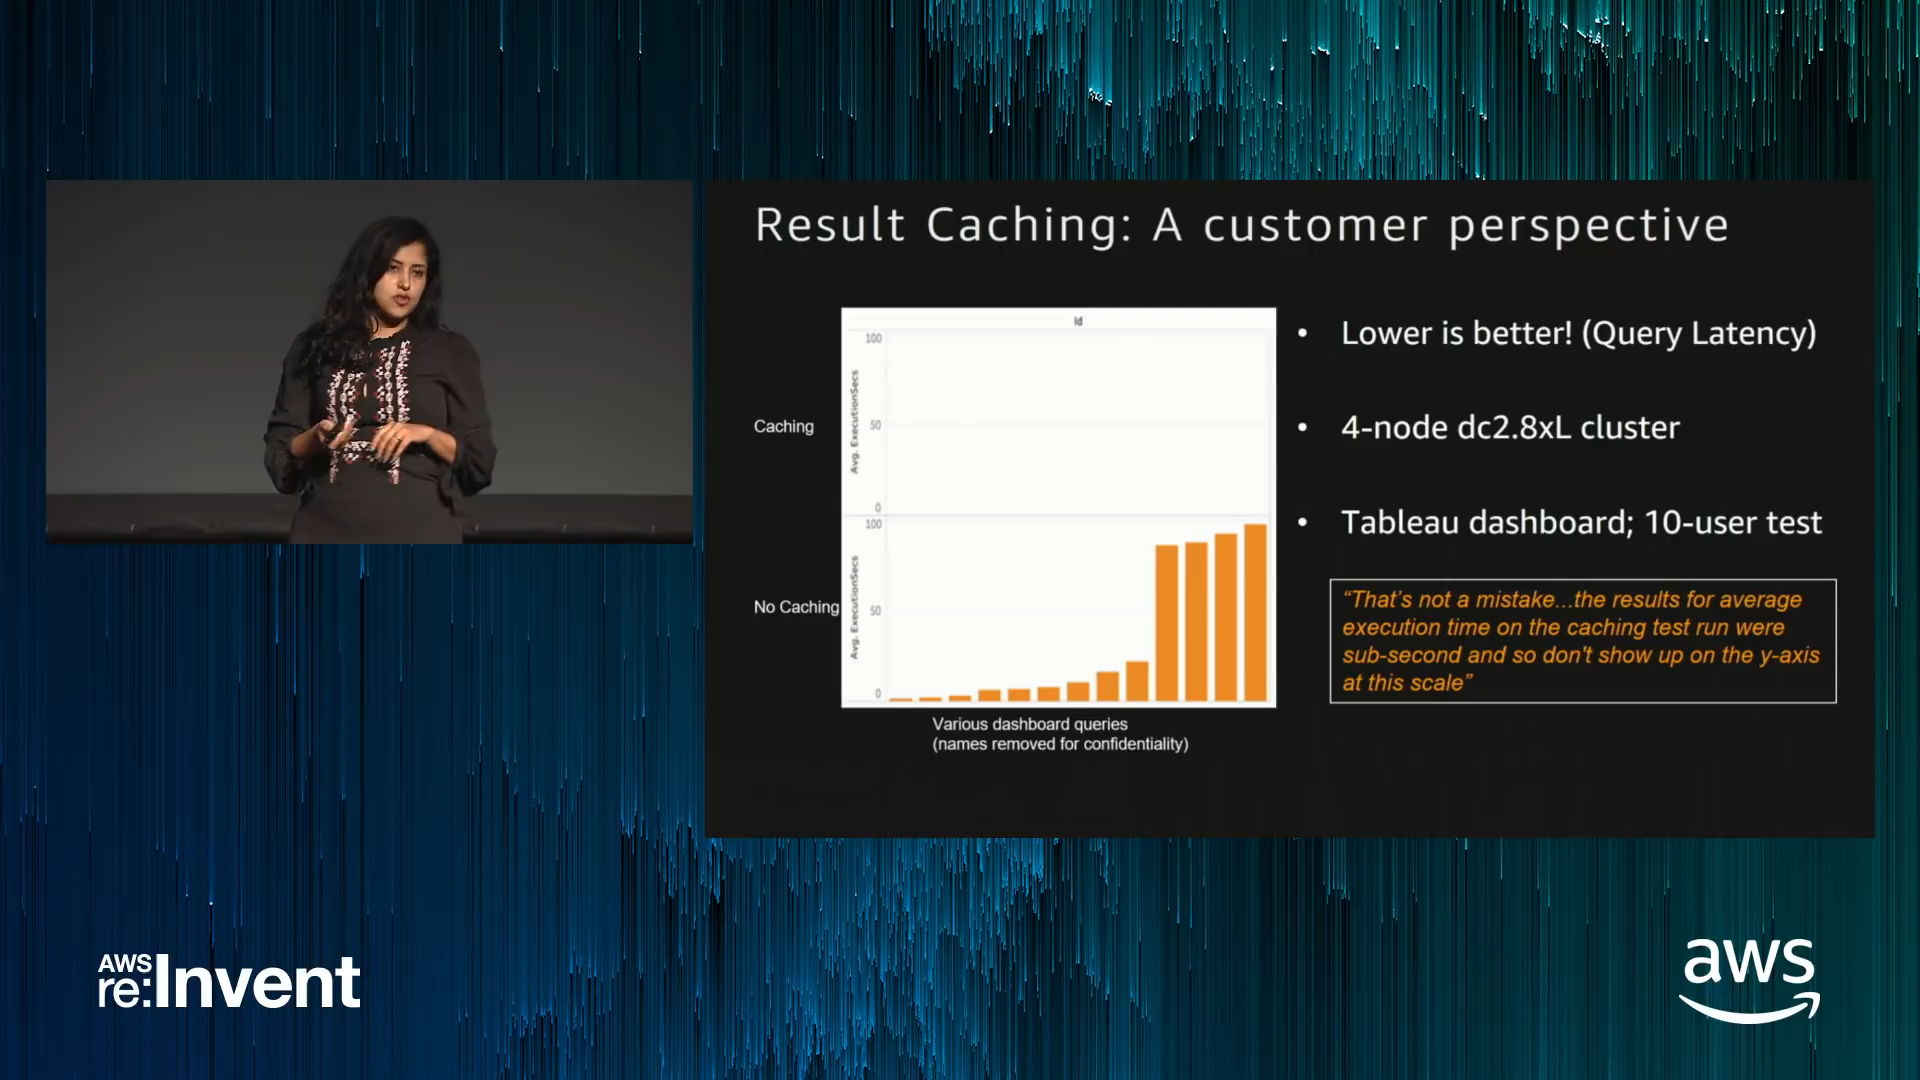 Result Caching: A customer perspective
Id
100
50
0
Avg. ExecutionSecs
Caching
100
50
0
Avg. ExecutionSecs
No Caching
Various dashboard queries
(names removed for confidentiality)
• Lower is better! (Query Latency)
• 4-node dc2.8xL cluster
• Tableau dashboard; 10-user test
“That’s not a mistake...the results for average
execution time on the caching test run were
sub-second and so don't show up on the y-axis
at this scale”
AWS
re:Invent
aws